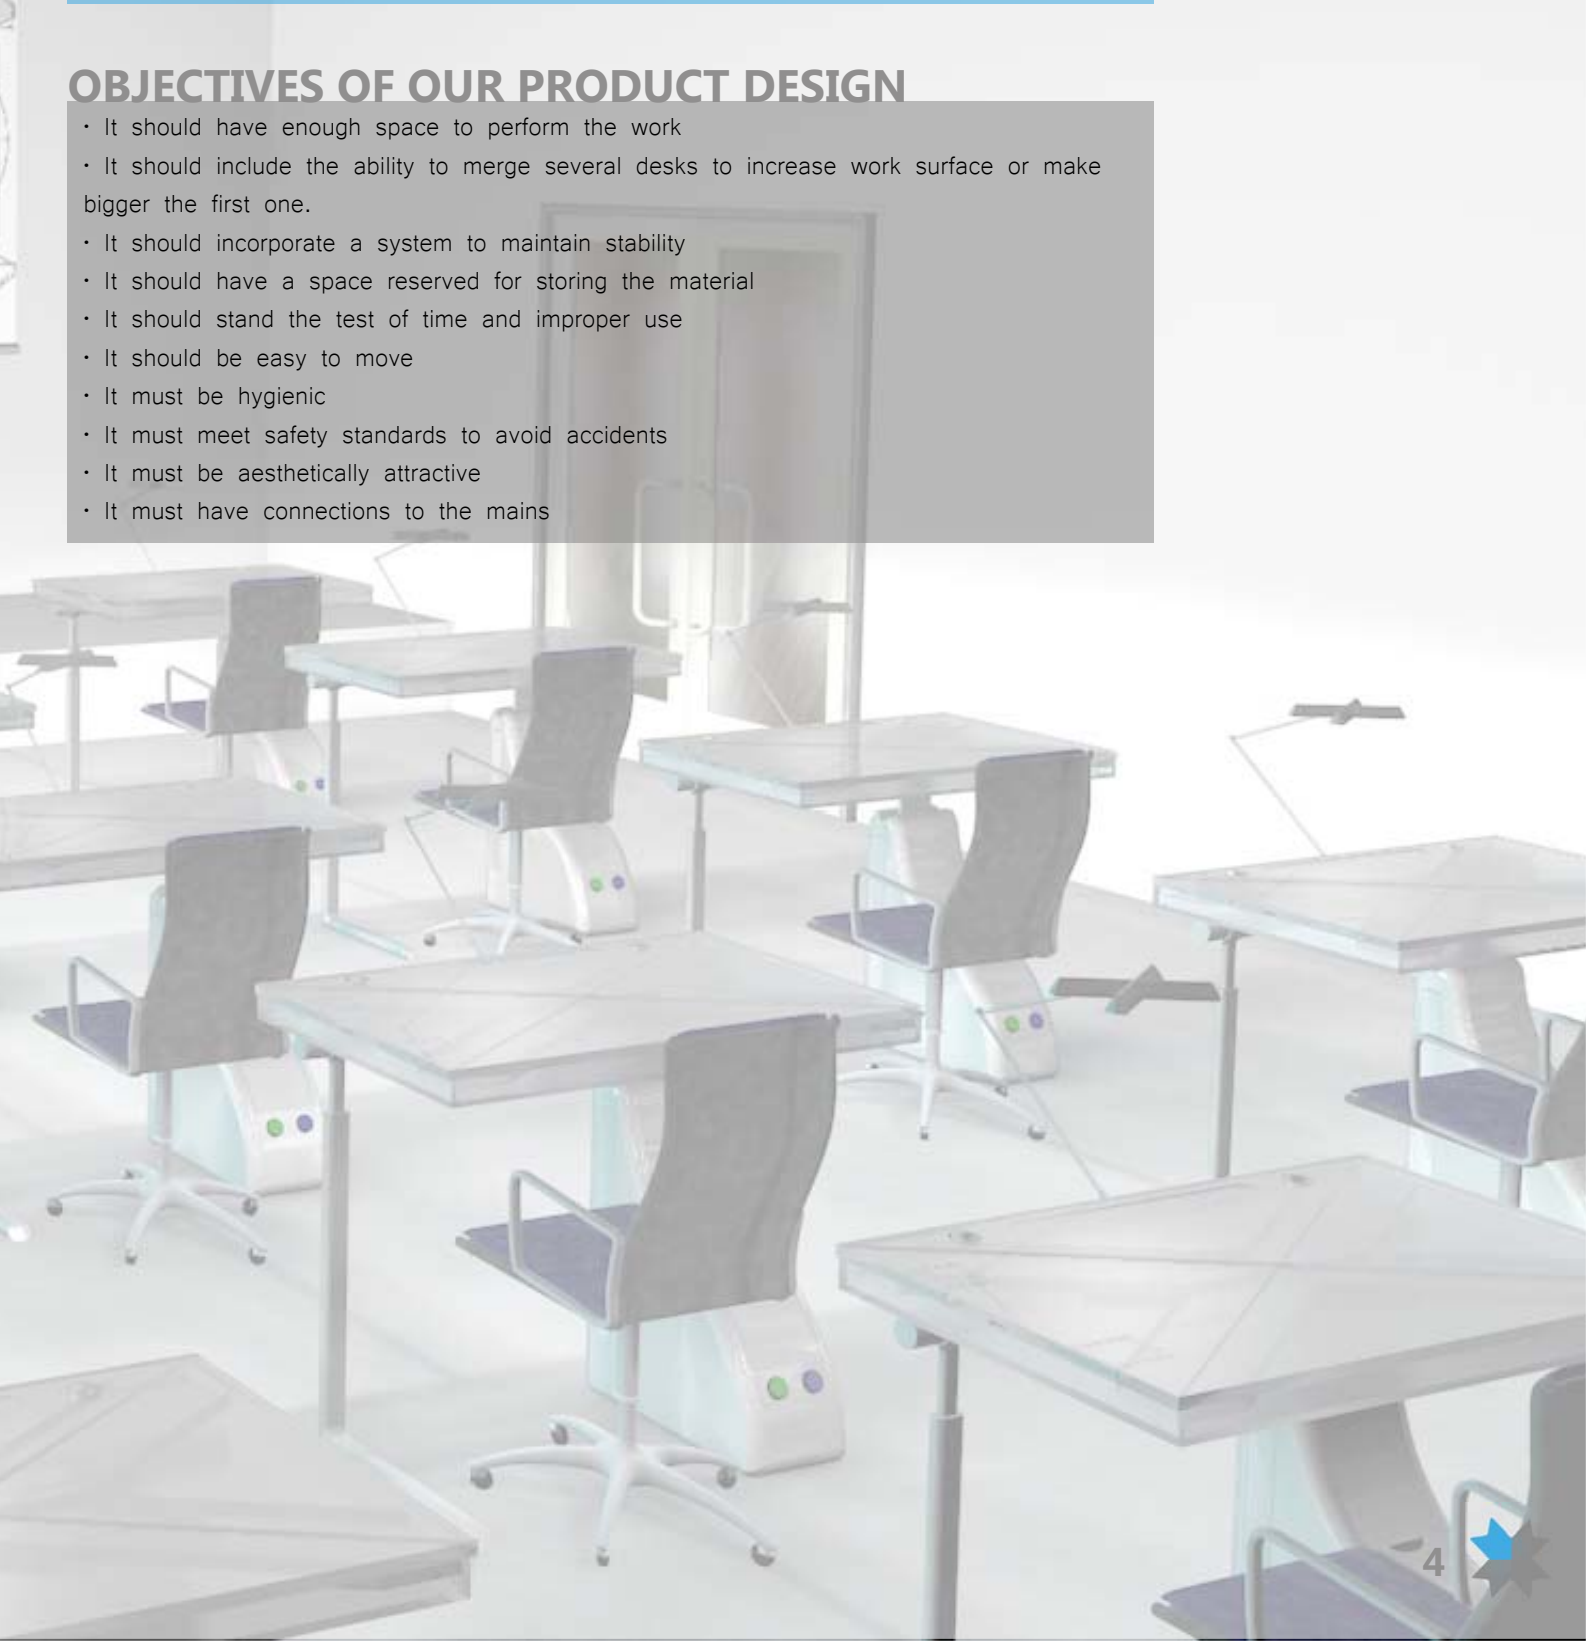 OBJECTIVES OF OUR PRODUCT DESIGN
· It should have enough space to perform the work
· It should include the ability to merge several desks to increase work surface or make
bigger the first one.
· It should incorporate a system to maintain stability
· It should have a space reserved for storing the material
· It should stand the test of time and improper use
· It should be easy to move
· It must be hygienic
· It must meet safety standards to avoid accidents
· It must be aesthetically attractive
· It must have connections to the mains
4